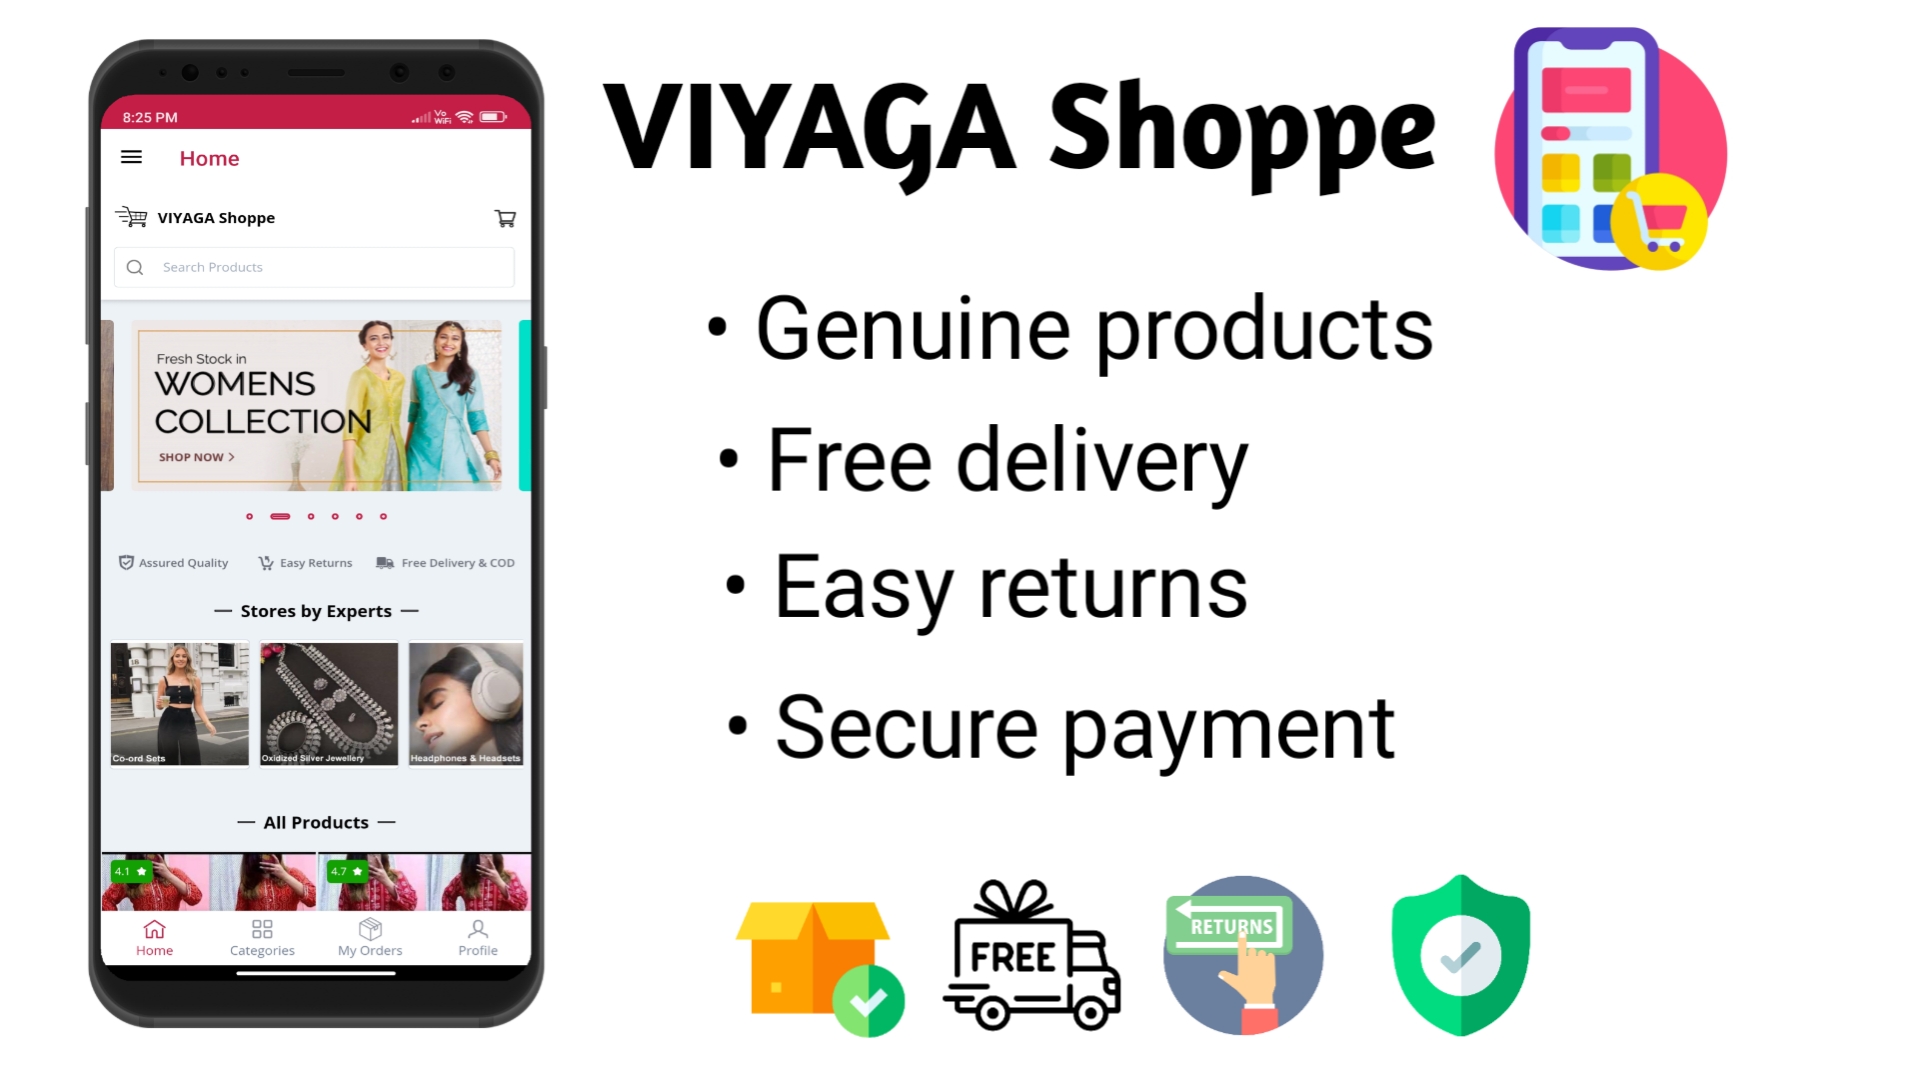 8:25 PM
Vo
WiFi
Home
VIYAGA Shoppe
Search Products
Fresh Stock in
WOMENS
COLLECTION
SHOP NOW >
Assured Quality
Easy Returns
Free Delivery & COD
— Stores by Experts —
Co-ord Sets
Oxidized Silver Jewellery
Headphones & Headsets
— All Products —
4.1 ★
4.7 ★
Home
Categories
My Orders
Profile
VIYAGA Shoppe
• Genuine products
• Free delivery
• Easy returns
• Secure payment
FREE
RETURNS